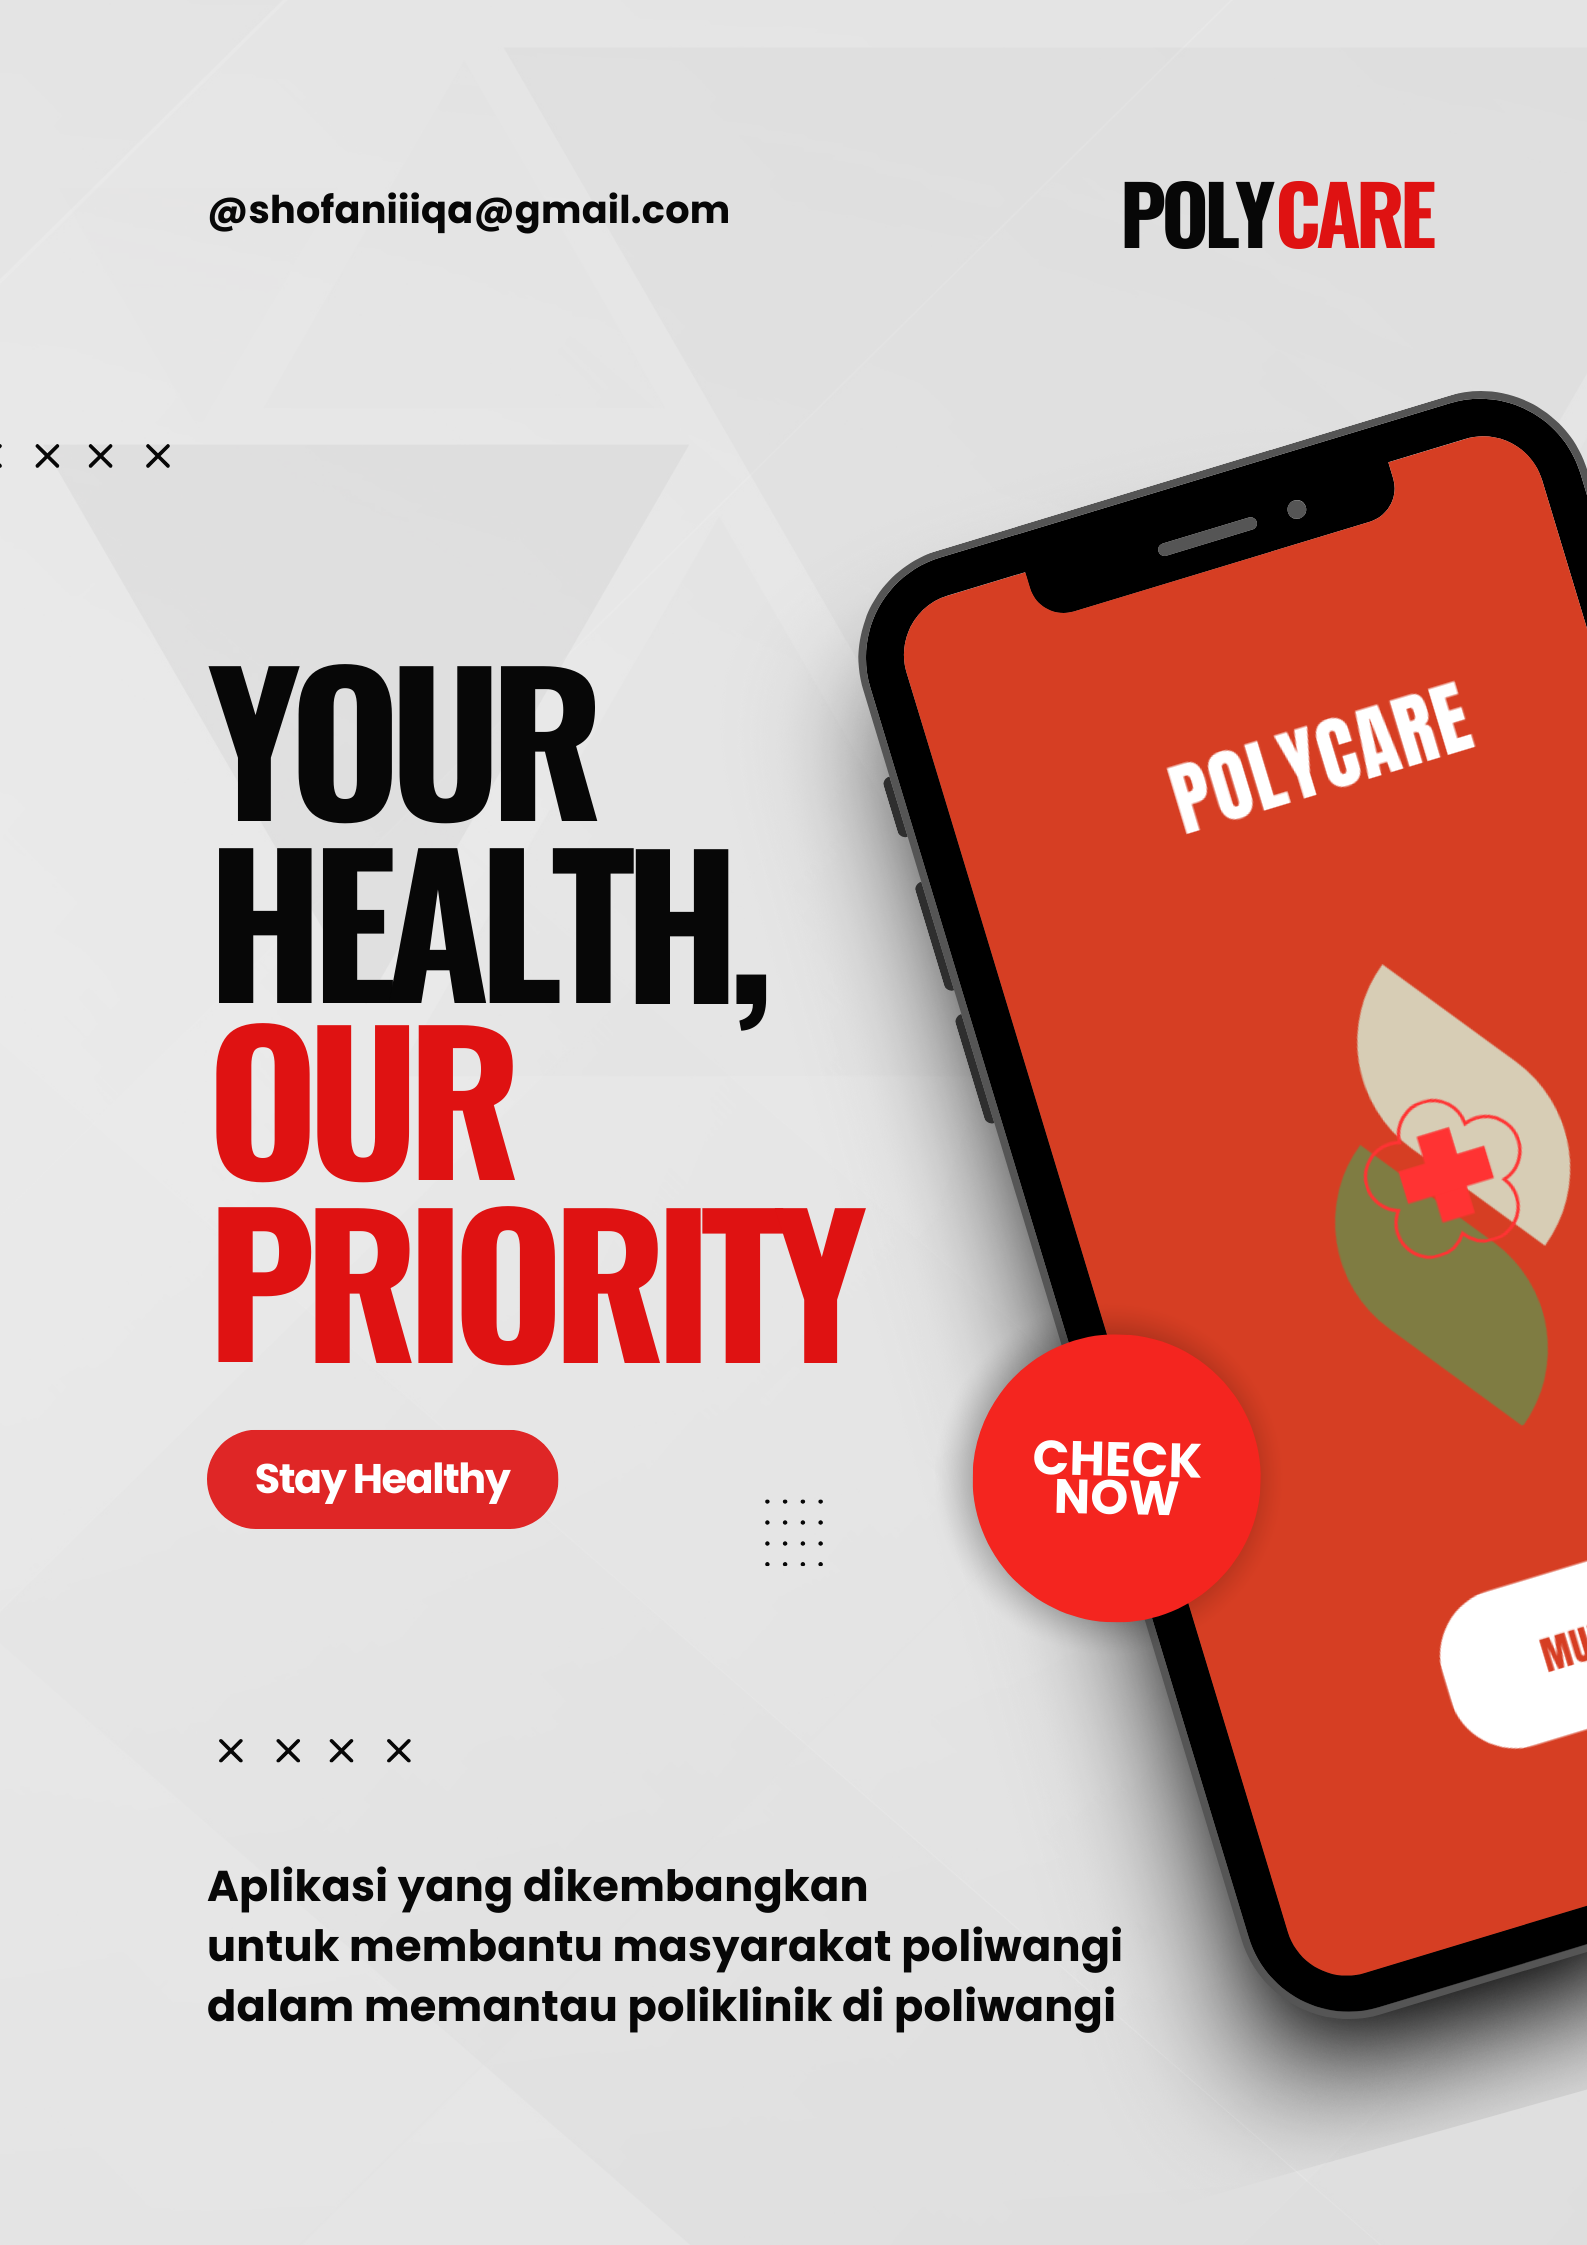 @shofaniiiqa@gmail.com
POLYCARE
POLYCARE
YOUR
HEALTH,
OUR
PRIORITY
Stay Healthy
CHECK
NOW
Aplikasi yang dikembangkan
untuk membantu masyarakat poliwangi
dalam memantau poliklinik di poliwangi